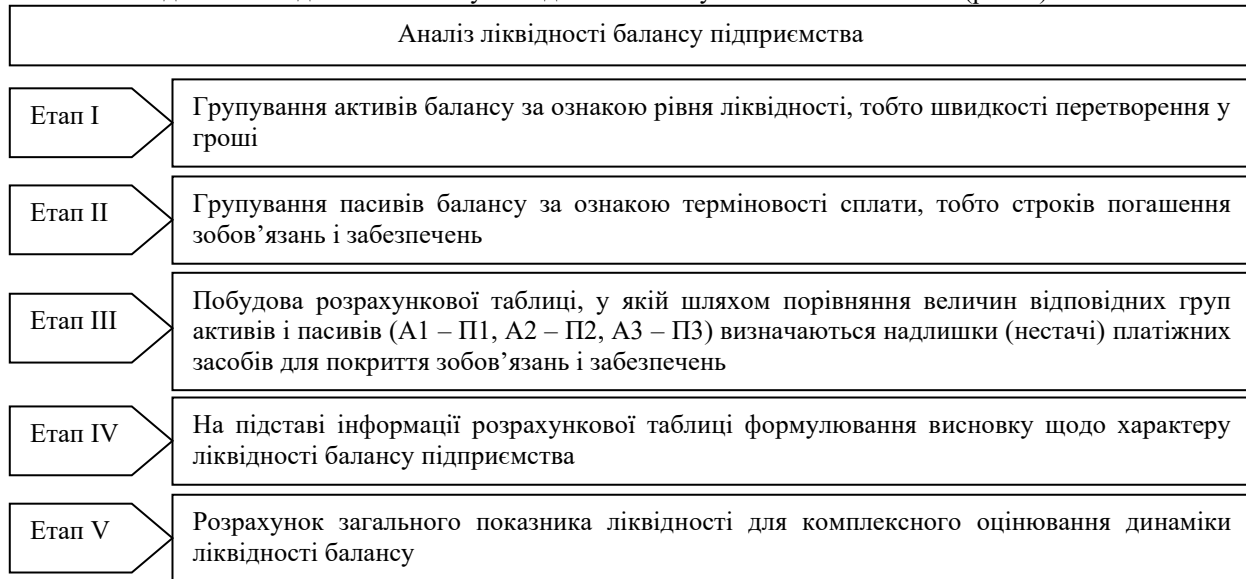 Аналіз ліквідності балансу підприємства
Етап I
Групування активів балансу за ознакою рівня ліквідності, тобто швидкості перетворення у
гроші
Етап II
Групування пасивів балансу за ознакою терміновості сплати, тобто строків погашення
зобов’язань і забезпечень
Етап III
Побудова розрахункової таблиці, у якій шляхом порівняння величин відповідних груп
активів і пасивів (А1 – П1, А2 – П2, А3 – П3) визначаються надлишки (нестачі) платіжних
засобів для покриття зобов’язань і забезпечень
Етап IV
На підставі інформації розрахункової таблиці формулювання висновку щодо характеру
ліквідності балансу підприємства
Етап V
Розрахунок загального показника ліквідності для комплексного оцінювання динаміки
ліквідності балансу